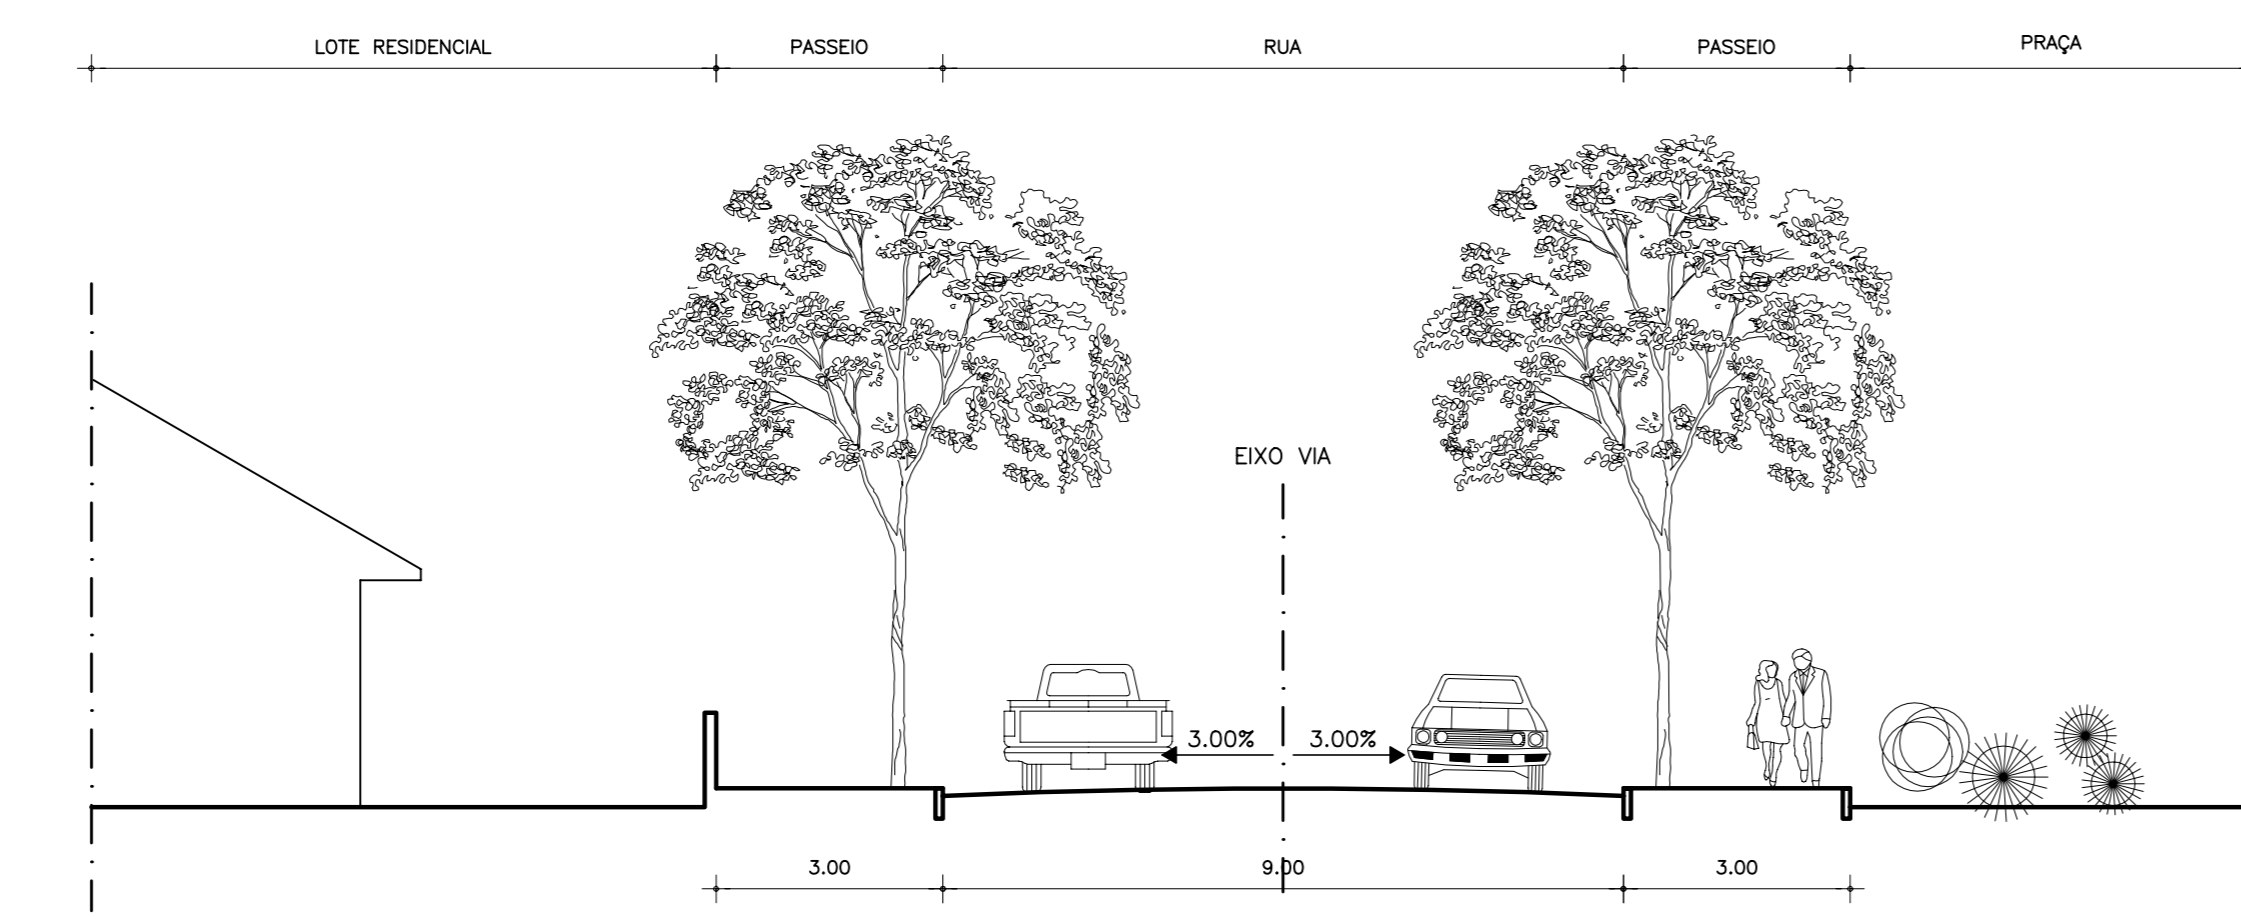 LOTE RESIDENCIAL
PASSEIO
RUA
PASSEIO
PRAÇA
EIXO VIA
3.00%
3.00%
3.00
9.00
3.00